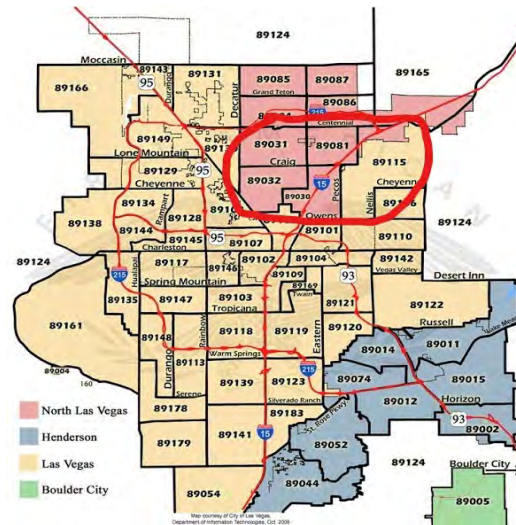 89124
Moccasin
89143
95
Durango
89131
Decatur
89085
89087
89165
89166
Grand Teton
215
89086
Centennial
89149
89031
89081
89115
Lone Mountain
95
Craig
89129
Cheyenne
89032
15
Pecos
Cheyenne
89030
Nellis
Rampart
89134
89128
Owens
89138
89124
89144
95
89101
89110
89145
89107
Charleston
89117
89146
89102
89104
93
89142
Vegas Valley
89124
Hualapai
215
Spring Mountain
89109
89169
Desert Inn
Twain
89135
89147
89103
89121
89122
Tropicana
89161
Rainbow
Eastern
Russell
89148
89118
89119
89120
89014
89011
Lake Mead
Durango
89113
Warm Springs
215
89004
160
89139
89123
89074
89015
Serene
Silverado Ranch
89012
Horizon
89178
89183
St. Rose Pkwy
93
89002
89179
89141
15
89052
89124
Boulder City
89044
89005
89054
North Las Vegas
Henderson
Las Vegas
Boulder City
Map courtesy of City of Las Vegas,
Department of Information Technologies, Oct. 2009